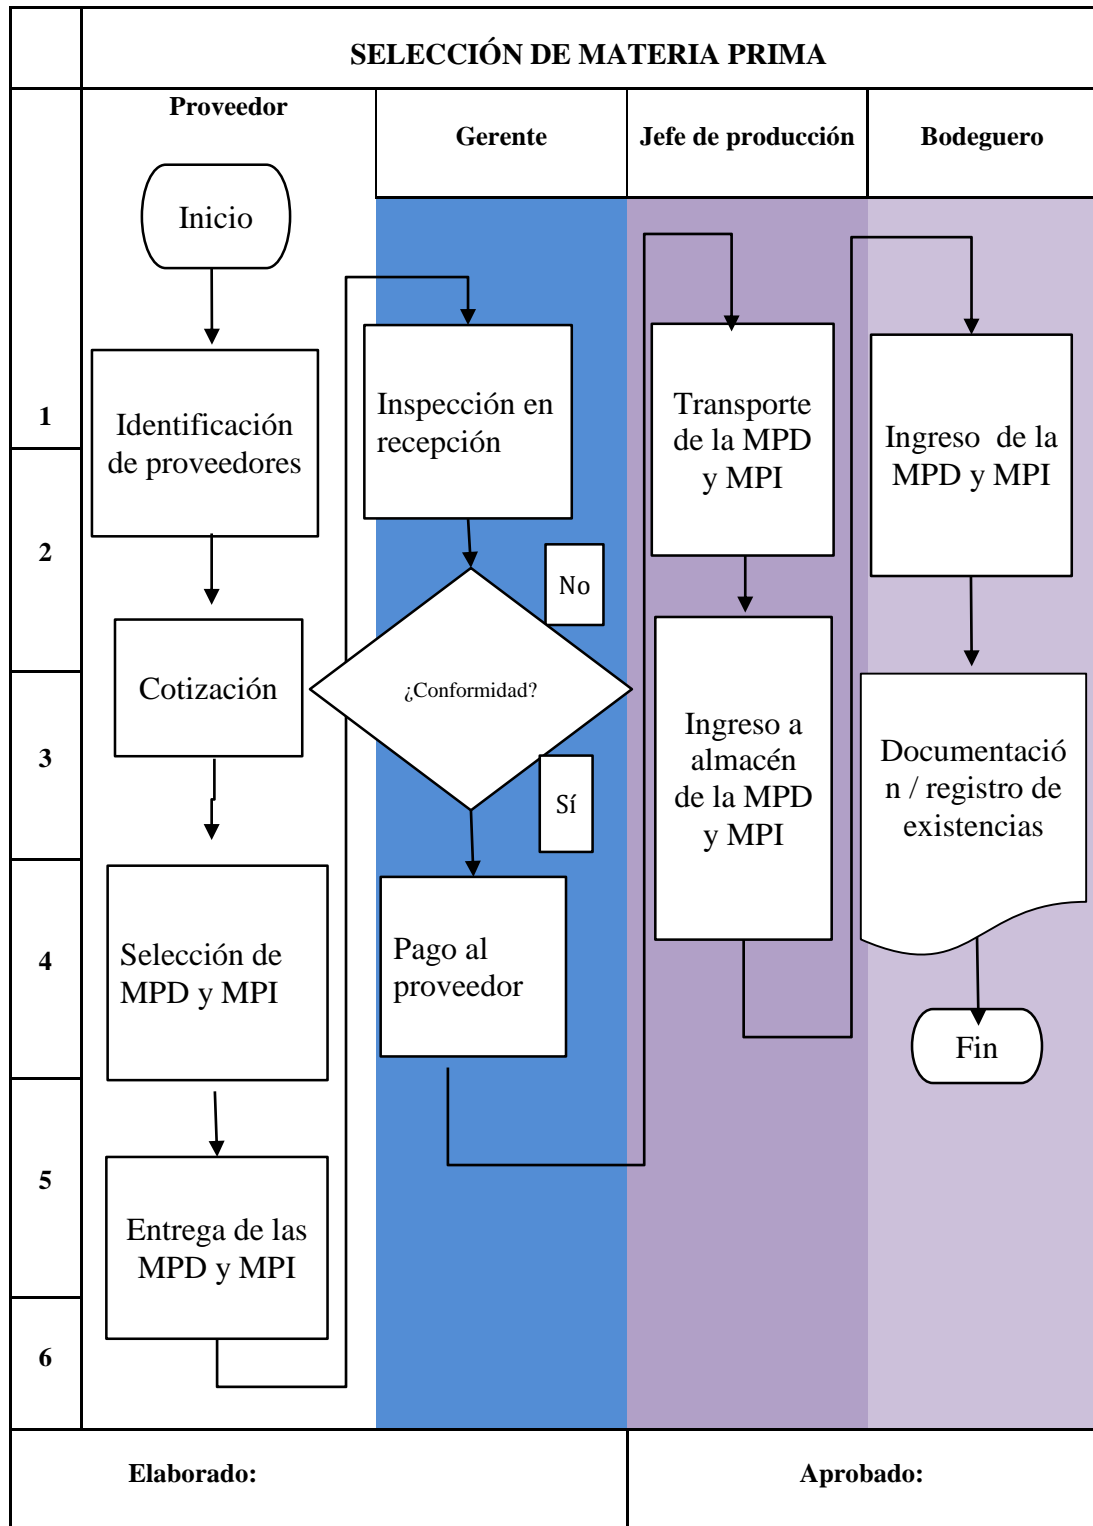 SELECCIÓN DE MATERIA PRIMA
Proveedor
Gerente
Jefe de producción
Bodeguero
1
2
3
4
5
6
Inicio
Identificación
de proveedores
Cotización
Selección de
MPD y MPI
Entrega de las
MPD y MPI
Inspección en
recepción
No
¿Conformidad?
Sí
Pago al
proveedor
Transporte
de la MPD
y MPI
Ingreso a
almacén
de la MPD
y MPI
Ingreso de la
MPD y MPI
Documentació
n / registro de
existencias
Fin
Elaborado:
Aprobado: